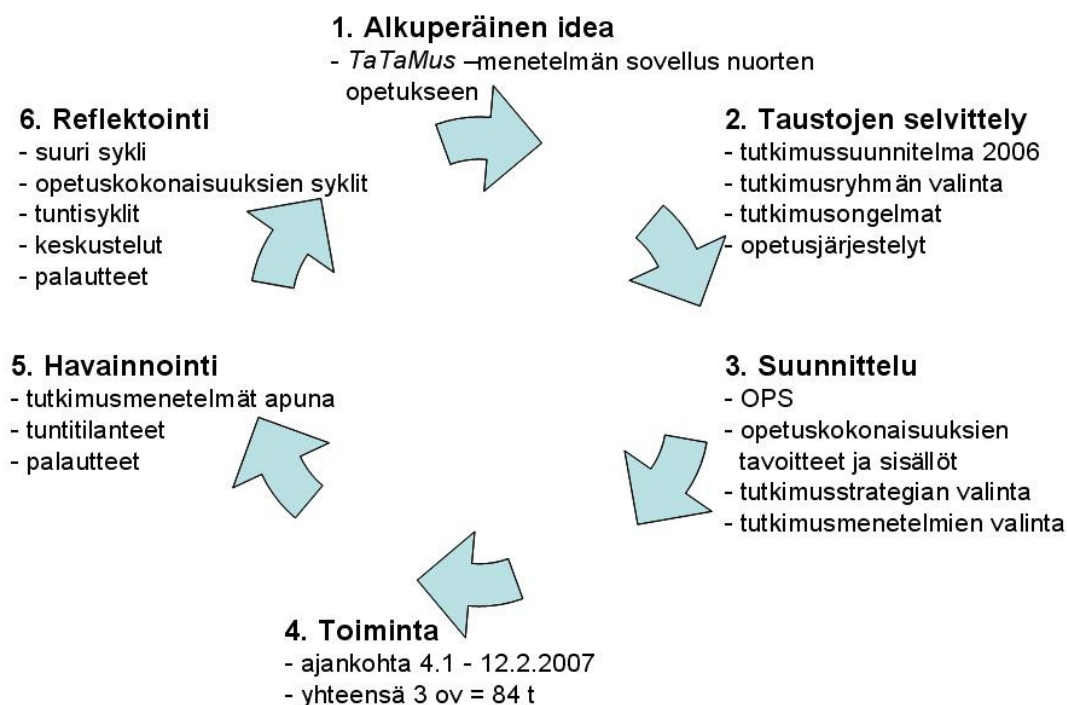 1. Alkuperäinen idea
- TaTaMus –menetelmän sovellus nuorten
opetukseen
2. Taustojen selvittely
- tutkimussuunnitelma 2006
- tutkimusryhmän valinta
- tutkimusongelmat
- opetusjärjestelyt
3. Suunnittelu
- OPS
- opetuskokonaisuuksien
tavoitteet ja sisällöt
- tutkimusstrategian valinta
- tutkimusmenetelmien valinta
4. Toiminta
- ajankohta 4.1 - 12.2.2007
- yhteensä 3 ov = 84 t
5. Havainnointi
- tutkimusmenetelmät apuna
- tuntitilanteet
- palautteet
6. Reflektointi
- suuri sykli
- opetuskokonaisuuksien syklit
- tuntisyklit
- keskustelut
- palautteet